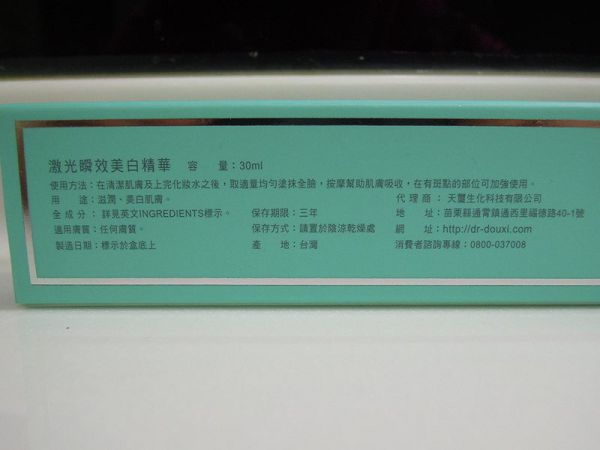 激光瞬效美白精華 容 量：30ml
使用方法：在清潔肌膚及上完化妝水之後，取適量均勻塗抹全臉，按摩幫助肌膚吸收，在有斑點的部位可加強使用。
用 途：滋潤、美白肌膚。 代 理 商：天璽生化科技有限公司
全 成 分：詳見英文INGREDIENTS標示。 保存期限：三年 地 址：苗栗縣通霄鎮通西里福德路40-1號
適用膚質：任何膚質。 保存方式：請置於陰涼乾燥處 網 址：http://dr-douxi.com
製造日期：標示於盒底上 產 地：台灣 消費者諮詢專線：0800-037008